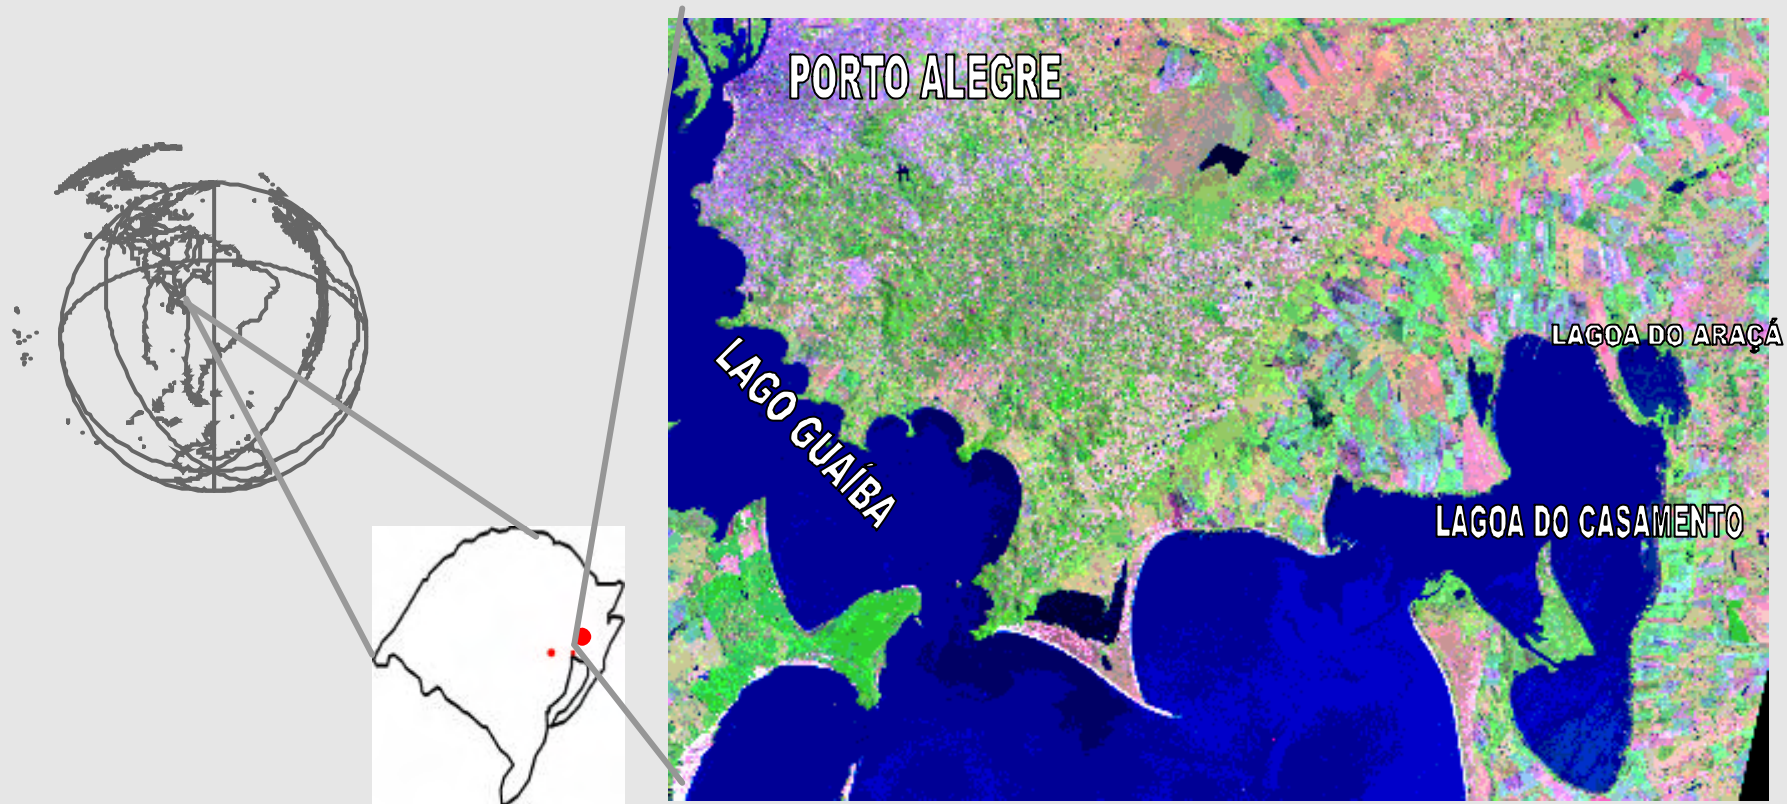 PORTO ALEGRE
LAGOA DO ARAÇÁ
LAGO GUAÍBA
LAGOA DO CASAMENTO